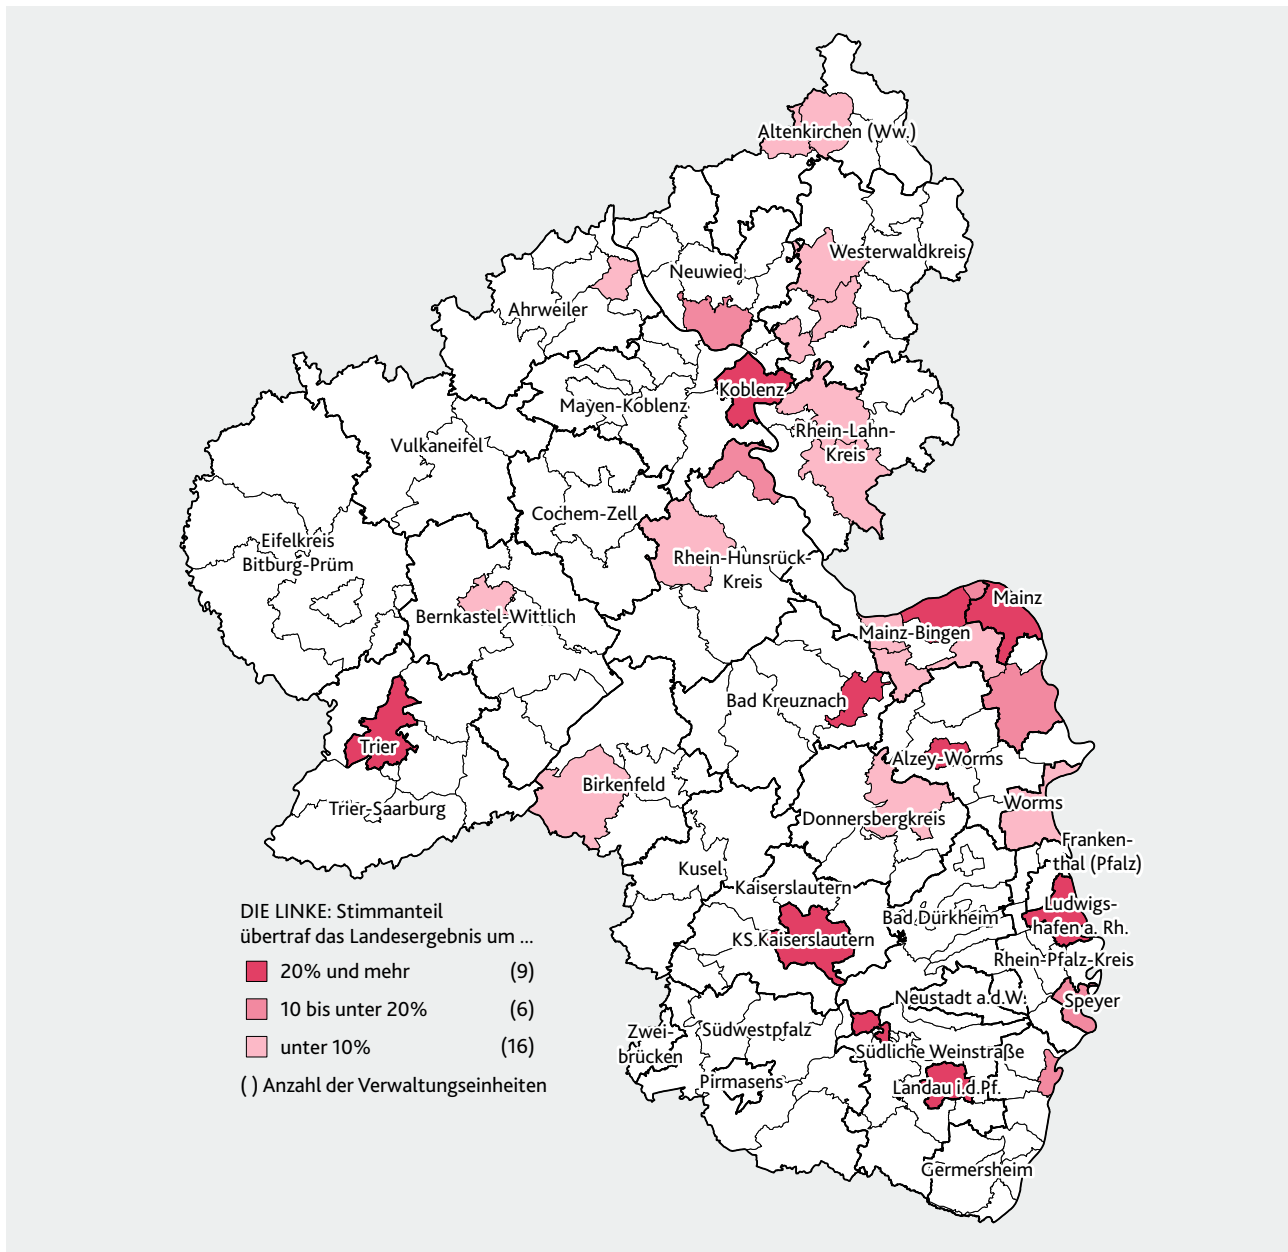 Altenkirchen (Ww.)
Westerwaldkreis
Neuwied
Ahrweiler
Koblenz
Mayen-Koblenz
Rhein-Lahn-
Kreis
Vulkaneifel
Cochem-Zell
Eifelkreis
Bitburg-Prüm
Rhein-Hunsrück-
Kreis
Bernkastel-Wittlich
Mainz
Mainz-Bingen
Bad Kreuznach
Trier
Alzey-Worms
Birkenfeld
Worms
Trier-Saarburg
Donnersbergkreis
Franken-
thal (Pfalz)
Kusel
Kaiserslautern
Ludwigs-
hafen a. Rh.
Bad Dürkheim
KS.Kaiserslautern
Rhein-Pfalz-Kreis
Neustadt a.d.W.
Speyer
Südwestpfalz
Zwei-
brücken
Südliche Weinstraße
Pirmasens
Landau i.d.Pf.
Germersheim
DIE LINKE: Stimmanteil
übertraf das Landesergebnis um ...
20% und mehr (9)
10 bis unter 20% (6)
unter 10% (16)
( ) Anzahl der Verwaltungseinheiten